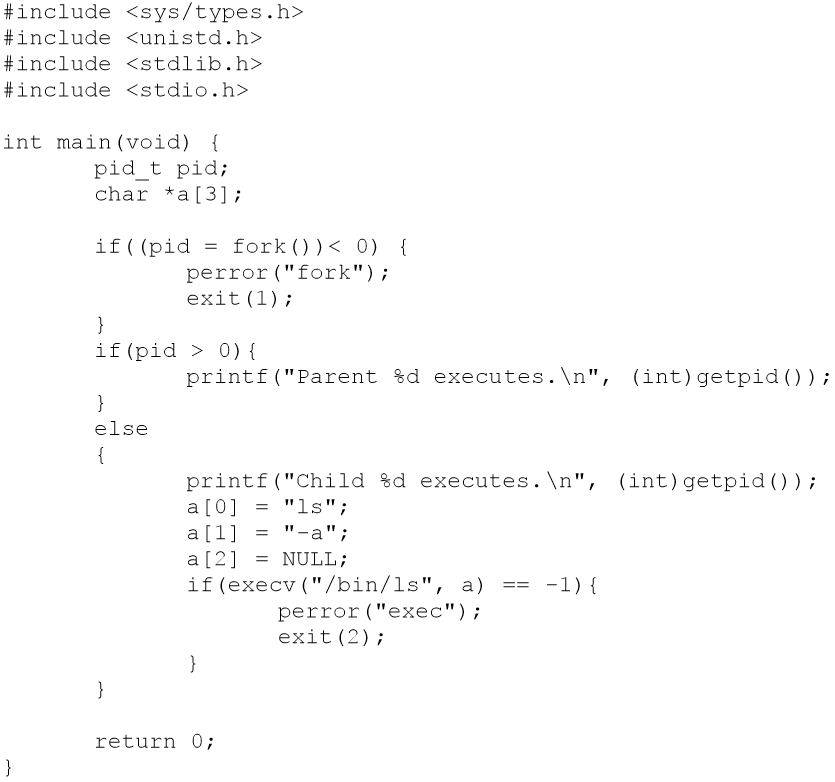 #include <sys/types.h>
#include <unistd.h>
#include <stdlib.h>
#include <stdio.h>

int main(void) {
        pid_t pid;
        char *a[3];

        if((pid = fork())< 0) {
                perror("fork");
                exit(1);
        }
        if(pid > 0){
                printf("Parent %d executes.\n", (int)getpid());
        }
        else
        {
                printf("Child %d executes.\n", (int)getpid());
                a[0] = "ls";
                a[1] = "-a";
                a[2] = NULL;
                if(execv("/bin/ls", a) == -1){
                        perror("exec");
                        exit(2);
                }
        }

        return 0;
}